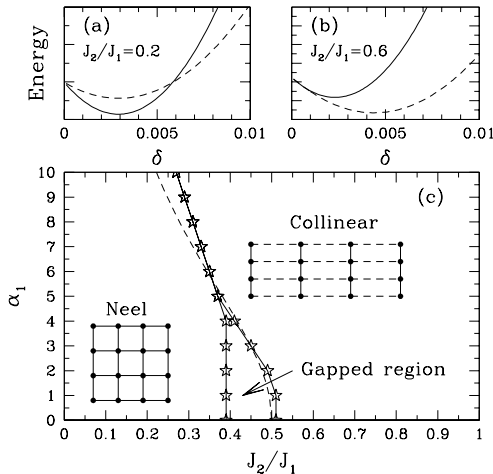 (a)
J2/J1=0.2
(b)
J2/J1=0.6
Energy
0
0.005
0.01
0
0.005
0.01
δ
δ
10
9
8
7
6
5
4
3
2
1
0
α1
(c)
Collinear
Neel
Gapped region
0
0.1
0.2
0.3
0.4
0.5
0.6
0.7
0.8
0.9
1
J2/J1